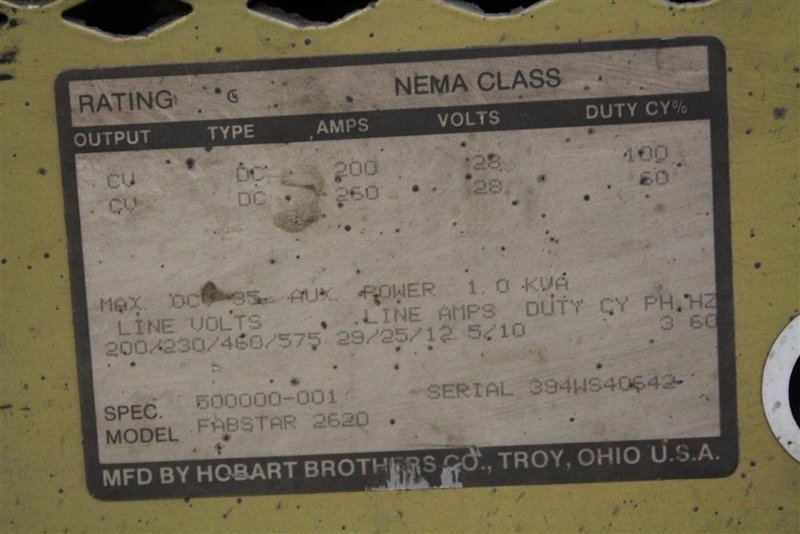 RATING G NEMA CLASS
OUTPUT TYPE AMPS VOLTS DUTY CY%
CV DC 200 28 100
CV DC 260 28 60
MAX. OCV 35 AUX. POWER 1.0 KVA
LINE VOLTS LINE AMPS DUTY CY PH HZ
200/230/460/575 29/25/12.5/10 3 60
SPEC. 500000-001 SERIAL 394WS40642
MODEL FABSTAR 2620
MFD BY HOBART BROTHERS CO., TROY, OHIO U.S.A.